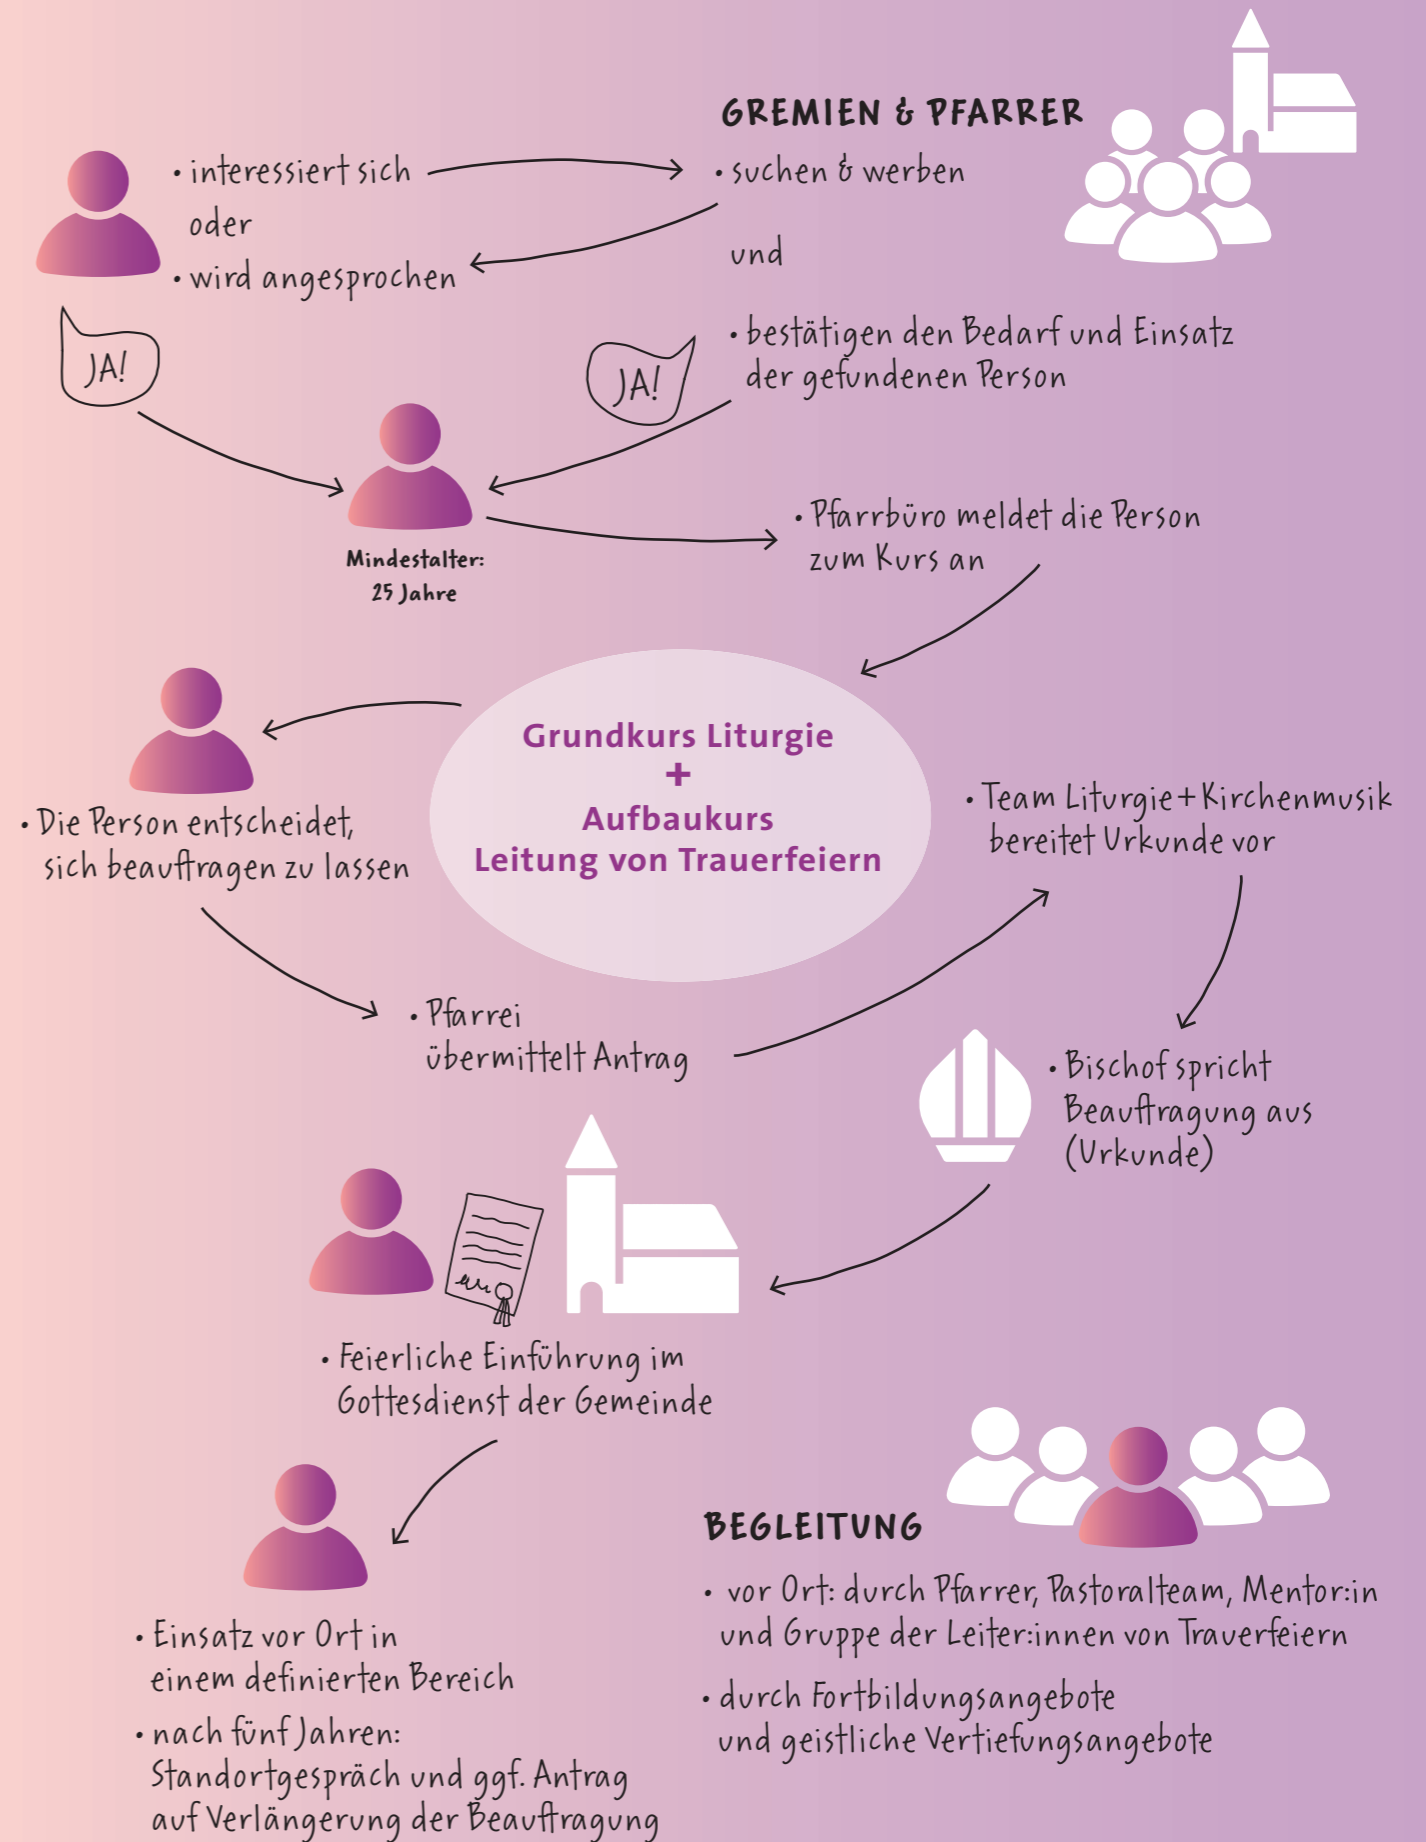 GREMIEN & PFARRER
• interessiert sich
oder
• wird angesprochen
• suchen & werben
und
• bestätigen den Bedarf und Einsatz
der gefundenen Person
JA!
JA!
Mindestalter:
25 Jahre
• Pfarrbüro meldet die Person
zum Kurs an
Grundkurs Liturgie
+
Aufbaukurs
Leitung von Trauerfeiern
• Die Person entscheidet,
sich beauftragen zu lassen
• Pfarrei
übermittelt Antrag
• Team Liturgie+Kirchenmusik
bereitet Urkunde vor
• Bischof spricht
Beauftragung aus
(Urkunde)
• Feierliche Einführung im
Gottesdienst der Gemeinde
• Einsatz vor Ort in
einem definierten Bereich
• nach fünf Jahren:
Standortgespräch und ggf. Antrag
auf Verlängerung der Beauftragung
BEGLEITUNG
• vor Ort: durch Pfarrer, Pastoralteam, Mentor:in
und Gruppe der Leiter:innen von Trauerfeiern
• durch Fortbildungsangebote
und geistliche Vertiefungsangebote